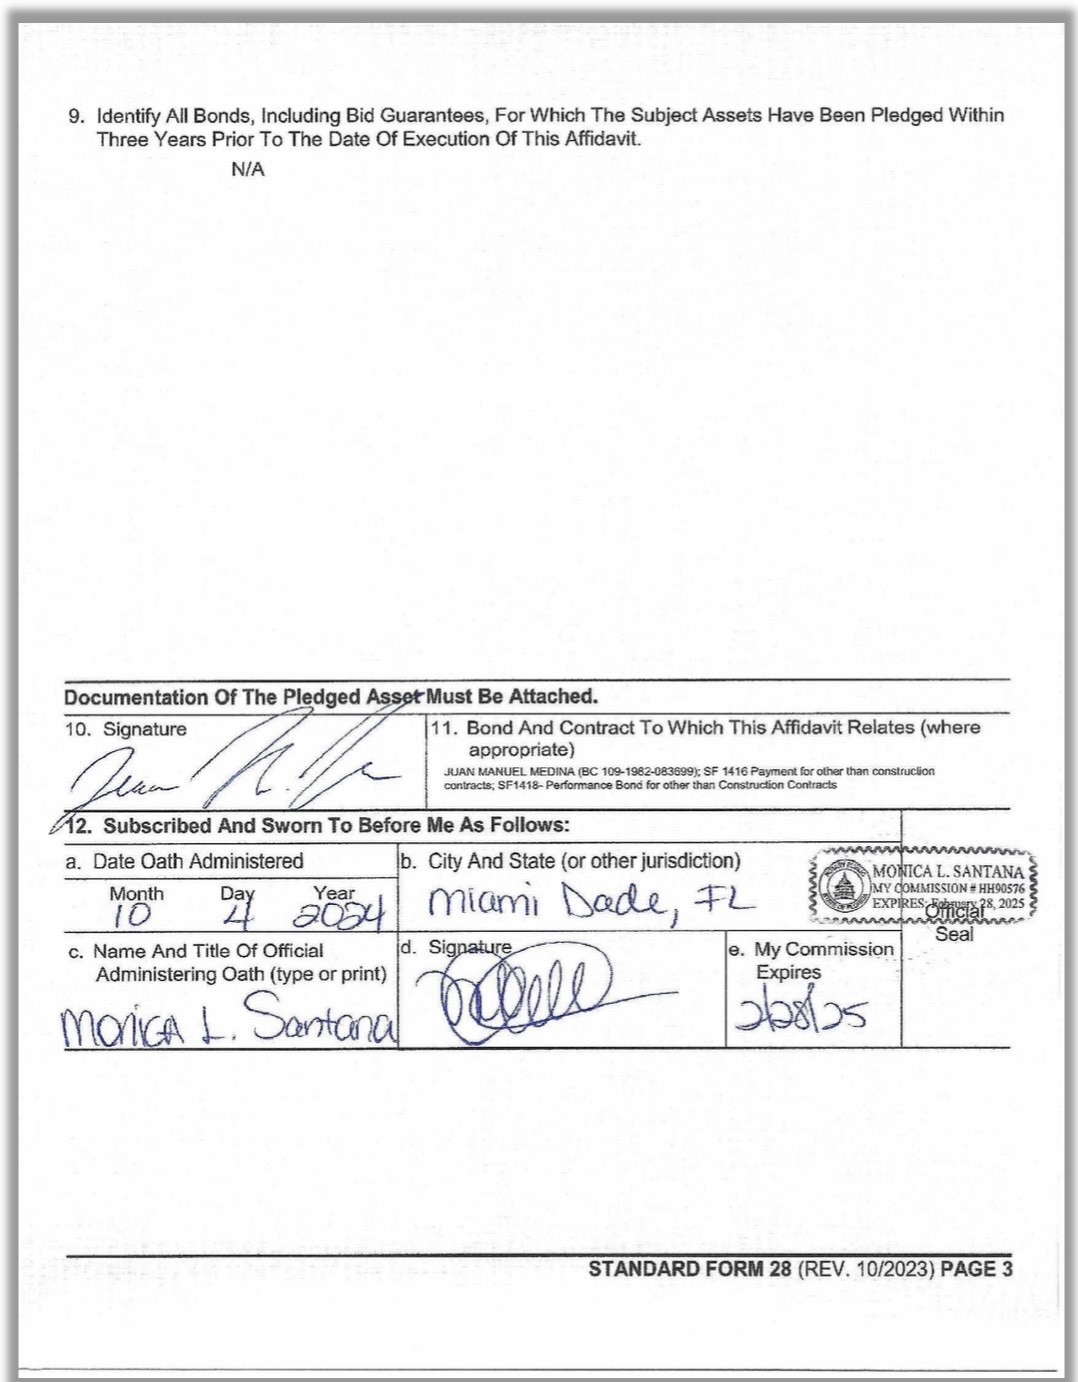 9. Identify All Bonds, Including Bid Guarantees, For Which The Subject Assets Have Been Pledged Within
Three Years Prior To The Date Of Execution Of This Affidavit.
N/A
Documentation Of The Pledged Asset Must Be Attached.
10. Signature
11. Bond And Contract To Which This Affidavit Relates (where
appropriate)
JUAN MANUEL MEDINA (BC 109-1982-083699); SF 1416 Payment for other than construction
contracts; SF1418- Performance Bond for other than Construction Contracts
12. Subscribed And Sworn To Before Me As Follows:
a. Date Oath Administered
Month Day Year
10 4 2024
b. City And State (or other jurisdiction)
Miami Dade, FL
MONICA L. SANTANA
MY COMMISSION # HH90576
EXPIRES: February 28, 2025
Official
Seal
c. Name And Title Of Official
Administering Oath (type or print)
Monica L. Santana
d. Signature
e. My Commission
Expires
2/28/25
STANDARD FORM 28 (REV. 10/2023) PAGE 3